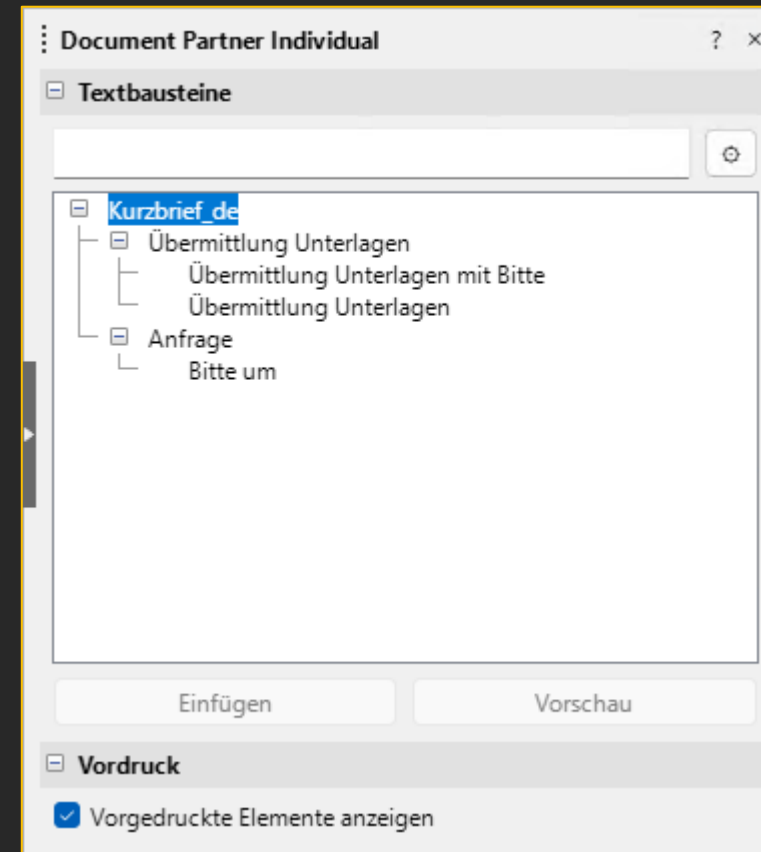 Document Partner Individual
Textbausteine
Kurzbrief_de
Übermittlung Unterlagen
Übermittlung Unterlagen mit Bitte
Übermittlung Unterlagen
Anfrage
Bitte um
Einfügen Vorschau
Vordruck
Vorgedruckte Elemente anzeigen